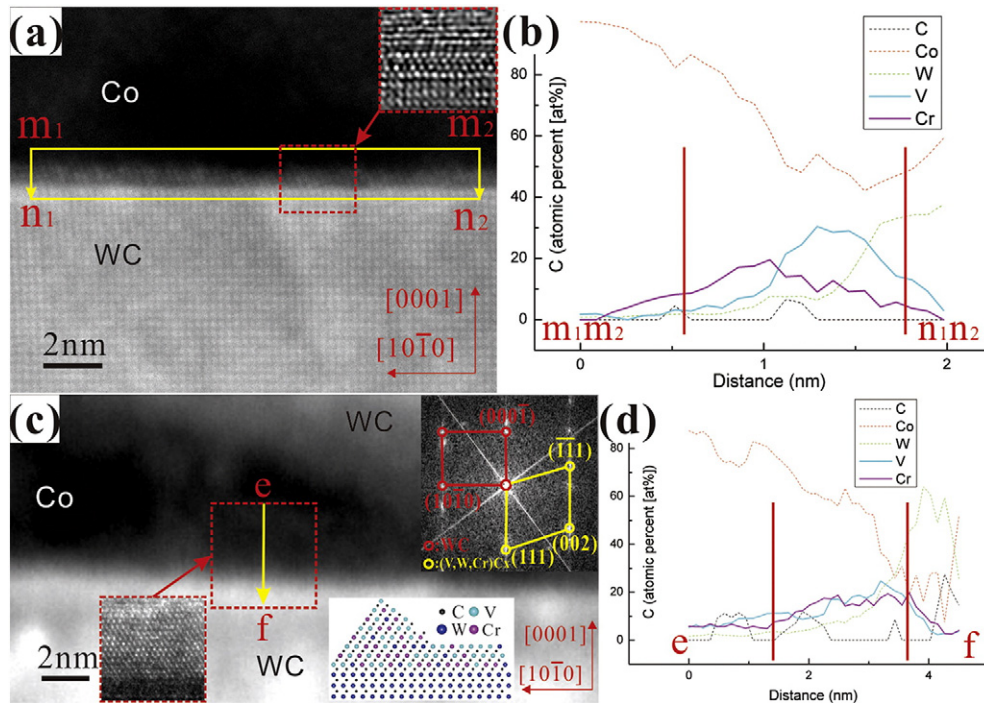 (a)
Co
m₁
m₂
n₁
n₂
WC
[0001]
[101̅0]
2nm
(b)
C
Co
W
V
Cr
C (atomic percent [at%])
80
60
40
20
0
m₁m₂
n₁n₂
0
1
2
Distance (nm)
(c)
WC
Co
e
f
WC
2nm
(0001̅)
(101̅0)
(1̅1̅1)
(002)
(111)
:WC
:(V,W,Cr)Cx
C V
W Cr
[0001]
[101̅0]
(d)
C
Co
W
V
Cr
C (atomic percent [at%])
80
60
40
20
0
e
f
0
2
4
Distance (nm)